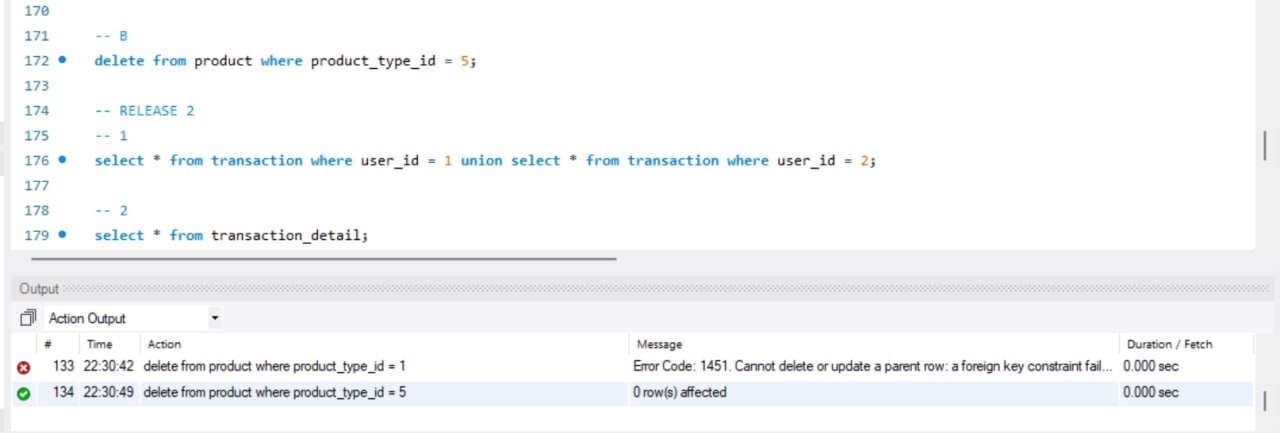 170
171 -- B
172 delete from product where product_type_id = 5;
173
174 -- RELEASE 2
175 -- 1
176 select * from transaction where user_id = 1 union select * from transaction where user_id = 2;
177
178 -- 2
179 select * from transaction_detail;
Output
Action Output
# Time Action Message Duration / Fetch
133 22:30:42 delete from product where product_type_id = 1 Error Code: 1451. Cannot delete or update a parent row: a foreign key constraint fail... 0.000 sec
134 22:30:49 delete from product where product_type_id = 5 0 row(s) affected 0.000 sec